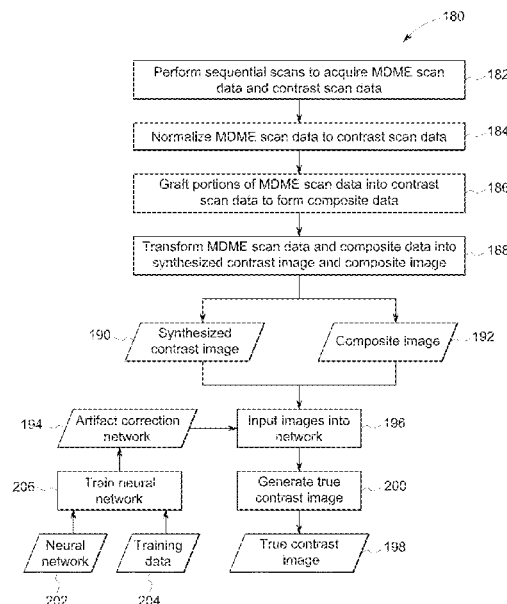 180
Perform sequential scans to acquire MDME scan
data and contrast scan data
182
Normalize MDME scan data to contrast scan data
184
Graft portions of MDME scan data into contrast
scan data to form composite data
186
Transform MDME scan data and composite data into
synthesized contrast image and composite image
188
190
Synthesized
contrast image
Composite image
192
194
Artifact correction
network
Input images into
network
196
206
Train neural
network
Generate true
contrast image
200
Neural
network
Training
data
True contrast
image
198
202
204